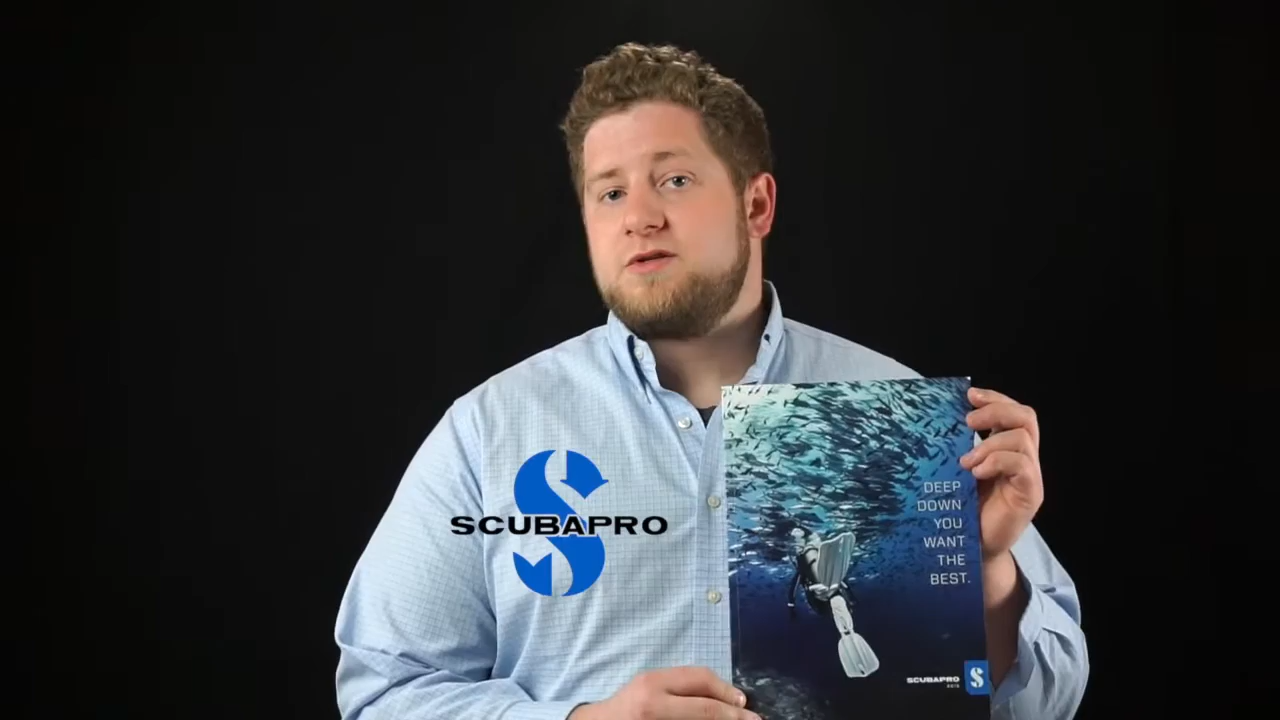 SCUBAPRO
DEEP
DOWN
YOU
WANT
THE
BEST.
SCUBAPRO